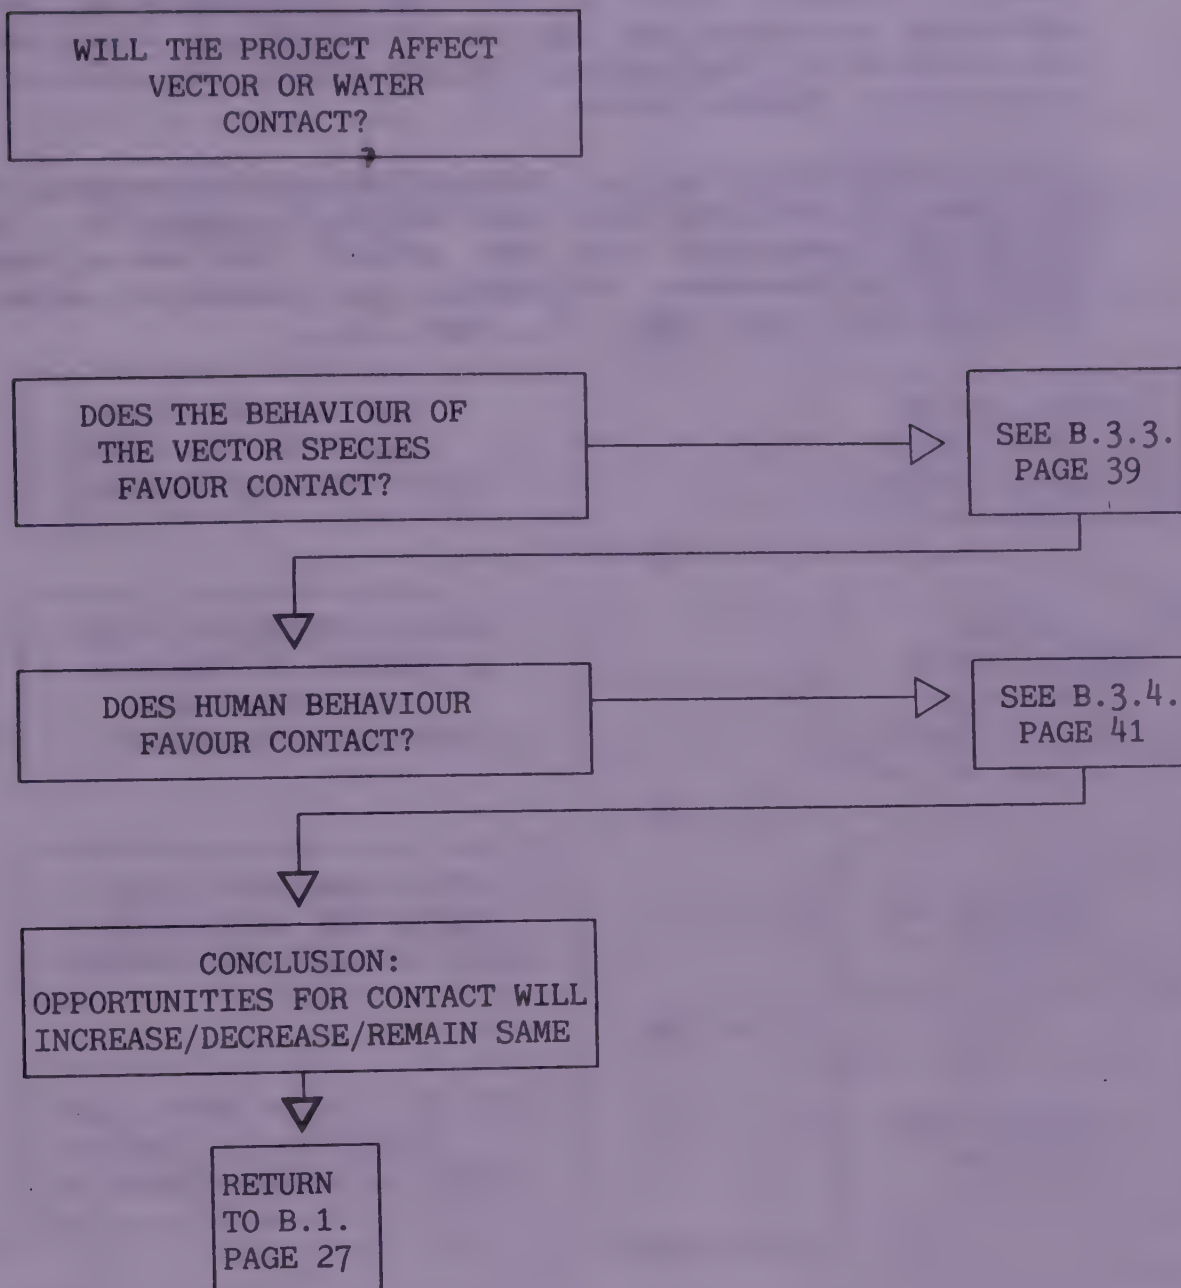 WILL THE PROJECT AFFECT
VECTOR OR WATER
CONTACT?
DOES THE BEHAVIOUR OF
THE VECTOR SPECIES
FAVOUR CONTACT?
SEE B.3.3.
PAGE 39
DOES HUMAN BEHAVIOUR
FAVOUR CONTACT?
SEE B.3.4.
PAGE 41
CONCLUSION:
OPPORTUNITIES FOR CONTACT WILL
INCREASE/DECREASE/REMAIN SAME
RETURN
TO B.1.
PAGE 27